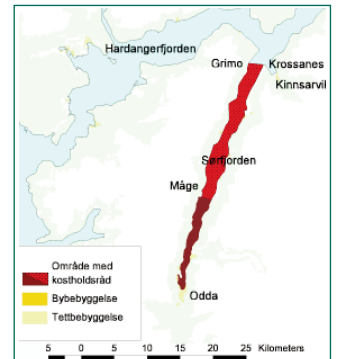 Hardangerfjorden
Grimo Krossanes
Kinnsarvil
Sørfjorden
Måge
Odda
Område med
kostholdsråd
Bybebyggelse
Tettbebyggelse
5 0 5 10 15 20 25 Kilometers